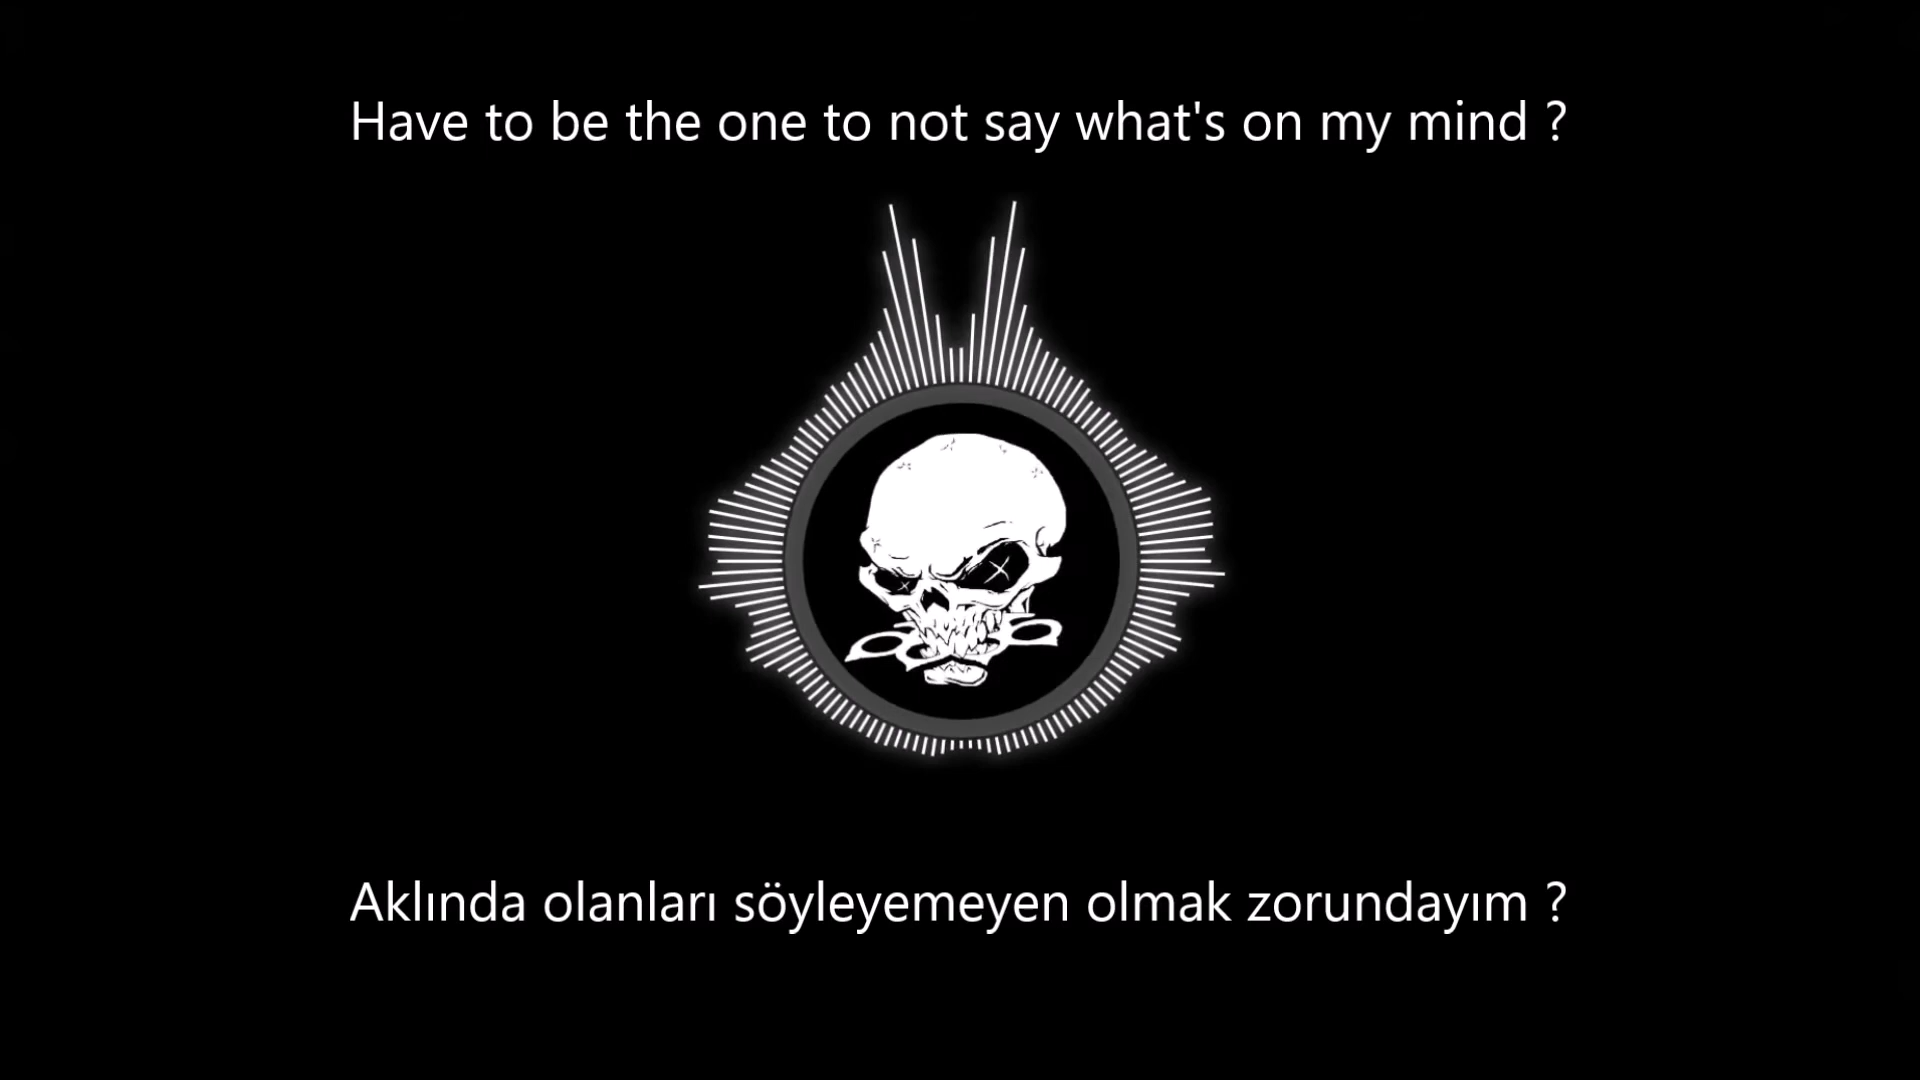 Have to be the one to not say what's on my mind ?
Aklında olanları söyleyemeyen olmak zorundayım ?